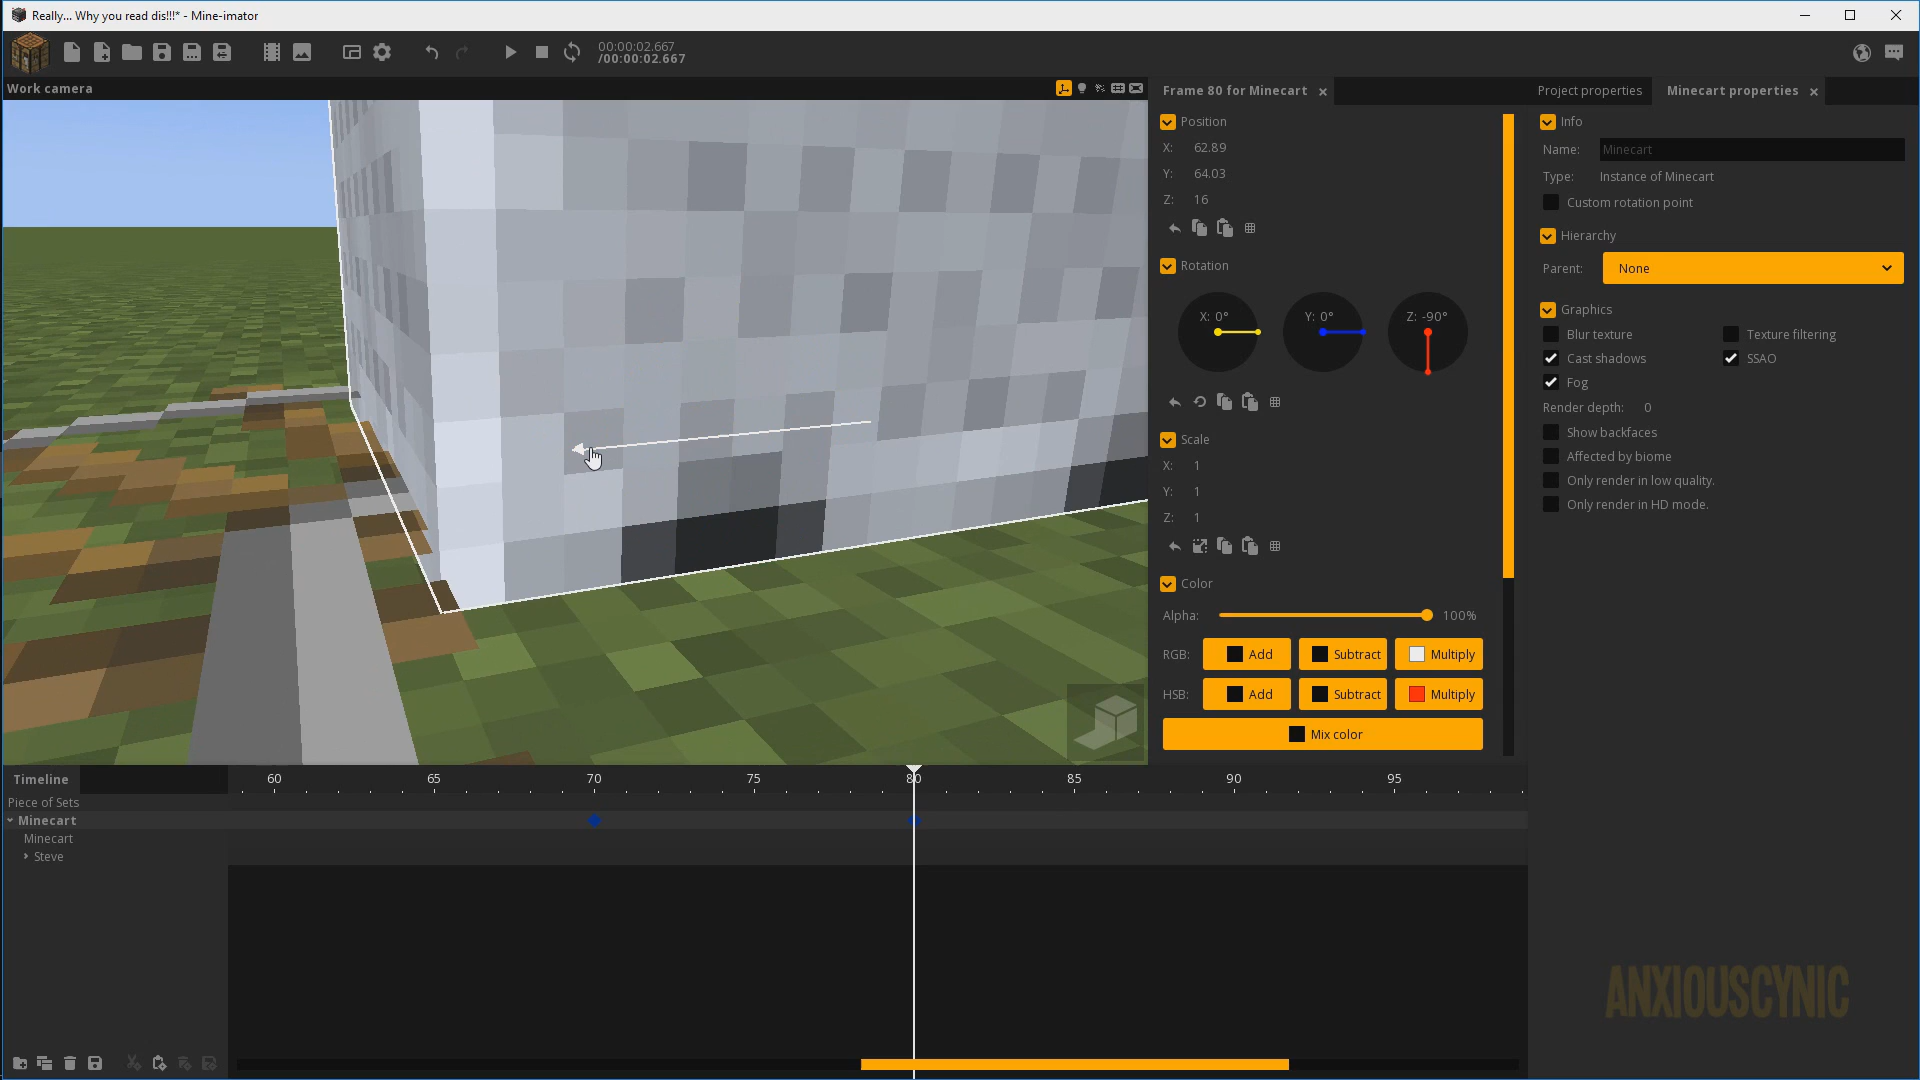 Really... Why you read dis!!!* - Mine-imator
00:00:02.667
/00:00:02.667
Work camera
Frame 80 for Minecart
Position
X: 62.89
Y: 64.03
Z: 16
Rotation
X: 0°
Y: 0°
Z: -90°
Scale
X: 1
Y: 1
Z: 1
Color
Alpha: 100%
RGB: Add Subtract Multiply
HSB: Add Subtract Multiply
Mix color
Project properties
Minecart properties
Info
Name: Minecart
Type: Instance of Minecart
Custom rotation point
Hierarchy
Parent: None
Graphics
Blur texture Texture filtering
Cast shadows SSAO
Fog
Render depth: 0
Show backfaces
Affected by biome
Only render in low quality.
Only render in HD mode.
Timeline
60 65 70 75 80 85 90 95
Piece of Sets
Minecart
Minecart
Steve
ANXIOUSCYNIC